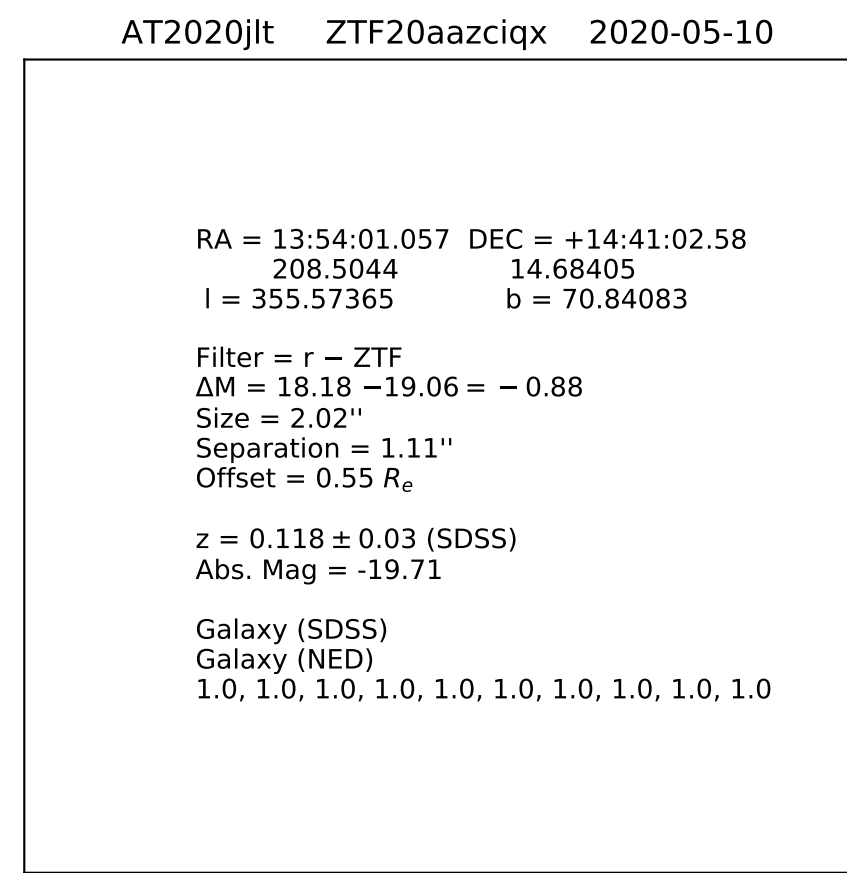 AT2020jlt ZTF20aazciqx 2020-05-10
RA = 13:54:01.057 DEC = +14:41:02.58
208.5044 14.68405
l = 355.57365 b = 70.84083
Filter = r − ZTF
ΔM = 18.18 −19.06 = − 0.88
Size = 2.02''
Separation = 1.11''
Offset = 0.55 Rₑ
z = 0.118 ± 0.03 (SDSS)
Abs. Mag = -19.71
Galaxy (SDSS)
Galaxy (NED)
1.0, 1.0, 1.0, 1.0, 1.0, 1.0, 1.0, 1.0, 1.0, 1.0